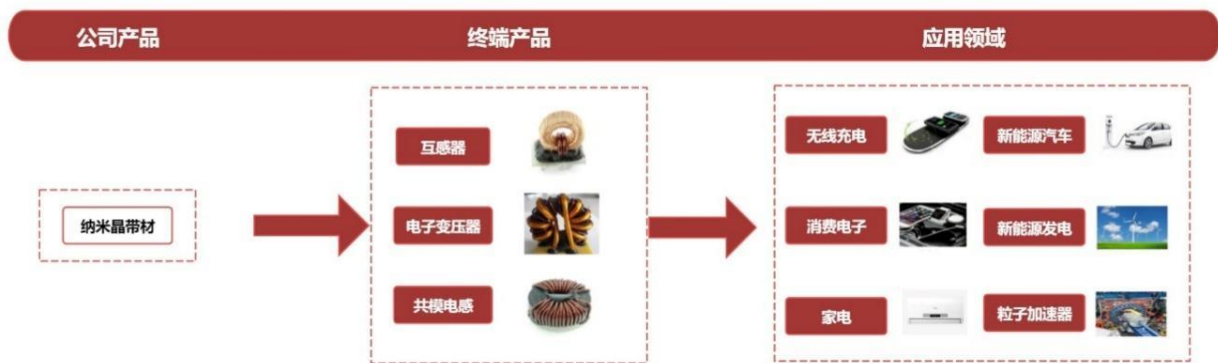 公司产品
终端产品
应用领域
纳米晶带材
互感器
电子变压器
共模电感
无线充电
新能源汽车
消费电子
新能源发电
家电
粒子加速器